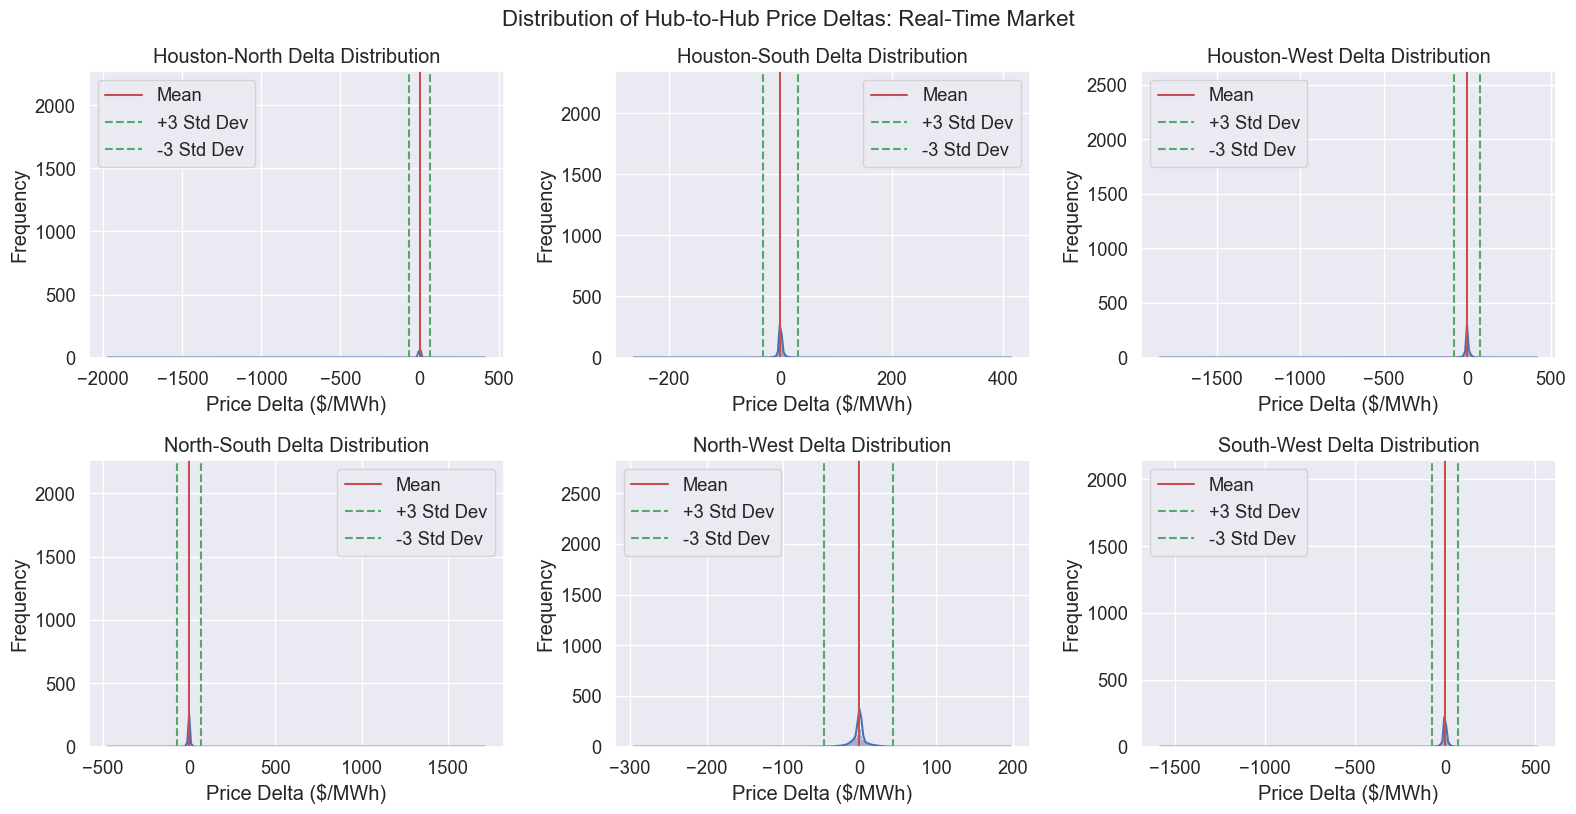 Distribution of Hub-to-Hub Price Deltas: Real-Time Market
Houston-North Delta Distribution
Mean
+3 Std Dev
-3 Std Dev
Frequency
2000
1500
1000
500
0
−2000 −1500 −1000 −500 0 500
Price Delta ($/MWh)
Houston-South Delta Distribution
Mean
+3 Std Dev
-3 Std Dev
Frequency
2000
1500
1000
500
0
−200 0 200 400
Price Delta ($/MWh)
Houston-West Delta Distribution
Mean
+3 Std Dev
-3 Std Dev
Frequency
2500
2000
1500
1000
500
0
−1500 −1000 −500 0 500
Price Delta ($/MWh)
North-South Delta Distribution
Mean
+3 Std Dev
-3 Std Dev
Frequency
2000
1500
1000
500
0
−500 0 500 1000 1500
Price Delta ($/MWh)
North-West Delta Distribution
Mean
+3 Std Dev
-3 Std Dev
Frequency
2500
2000
1500
1000
500
0
−300 −200 −100 0 100 200
Price Delta ($/MWh)
South-West Delta Distribution
Mean
+3 Std Dev
-3 Std Dev
Frequency
2000
1500
1000
500
0
−1500 −1000 −500 0 500
Price Delta ($/MWh)